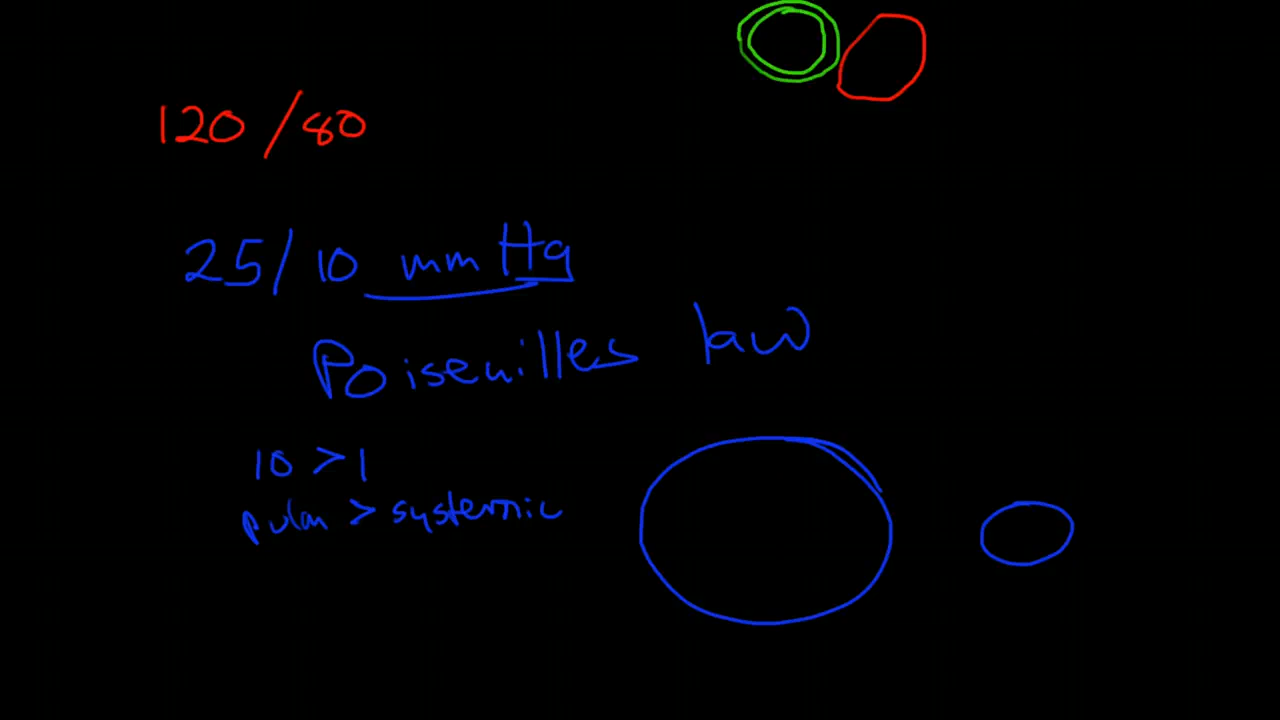 120/80
25/10 mmHg
Poiseuilles law
10 > 1
pulm > systemic